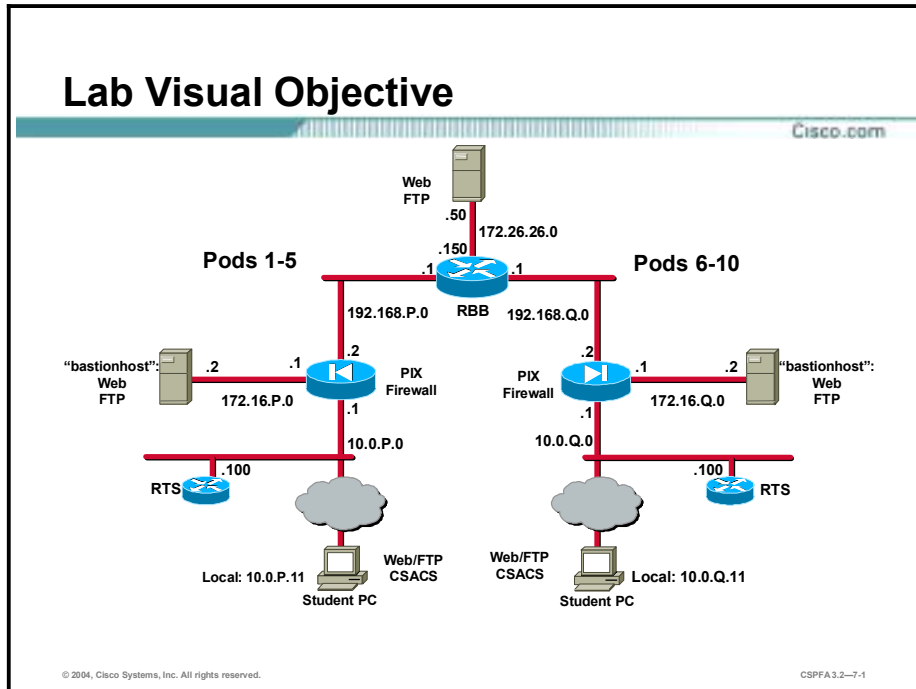 Lab Visual Objective
Cisco.com
Web
FTP
.50
172.26.26.0
.150
Pods 1-5
.1
.1
Pods 6-10
RBB
192.168.P.0
192.168.Q.0
"bastionhost":
Web
FTP
.2
.1
.2
PIX
Firewall
172.16.P.0
.1
.2
PIX
Firewall
.1
.2
"bastionhost":
Web
FTP
172.16.Q.0
.1
10.0.P.0
10.0.Q.0
.100
RTS
.100
RTS
Web/FTP
CSACS
Local: 10.0.P.11
Student PC
Web/FTP
CSACS
Local: 10.0.Q.11
Student PC
© 2004, Cisco Systems, Inc. All rights reserved.
CSPFA 3.2—7-1